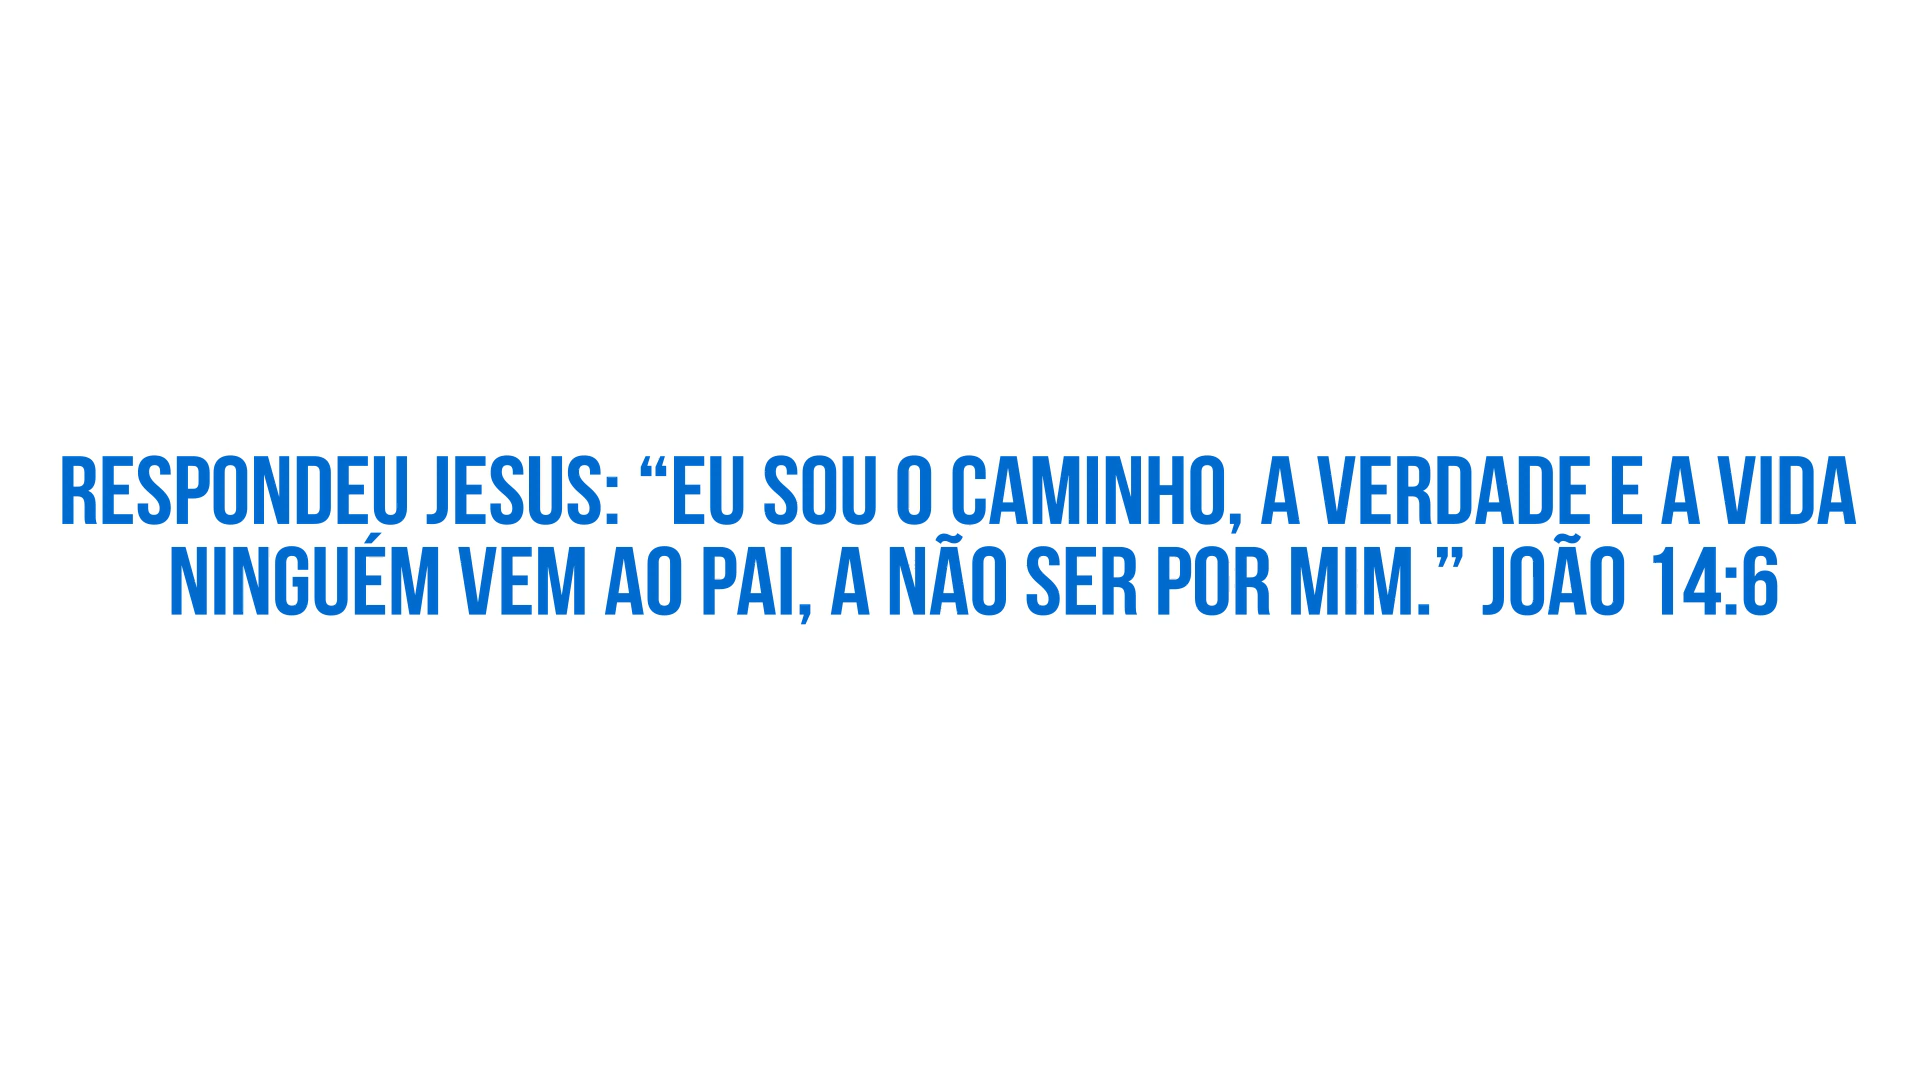 RESPONDEU JESUS: “EU SOU O CAMINHO, A VERDADE E A VIDA
NINGUÉM VEM AO PAI, A NÃO SER POR MIM.” JOÃO 14:6